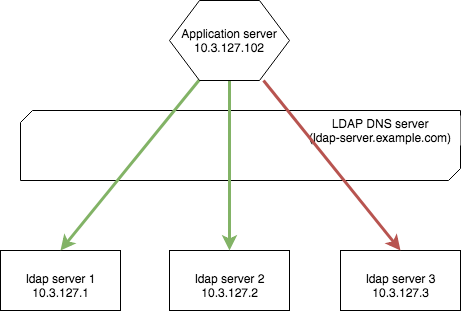 Application server
10.3.127.102
LDAP DNS server
(ldap-server.example.com)
ldap server 1
10.3.127.1
ldap server 2
10.3.127.2
ldap server 3
10.3.127.3